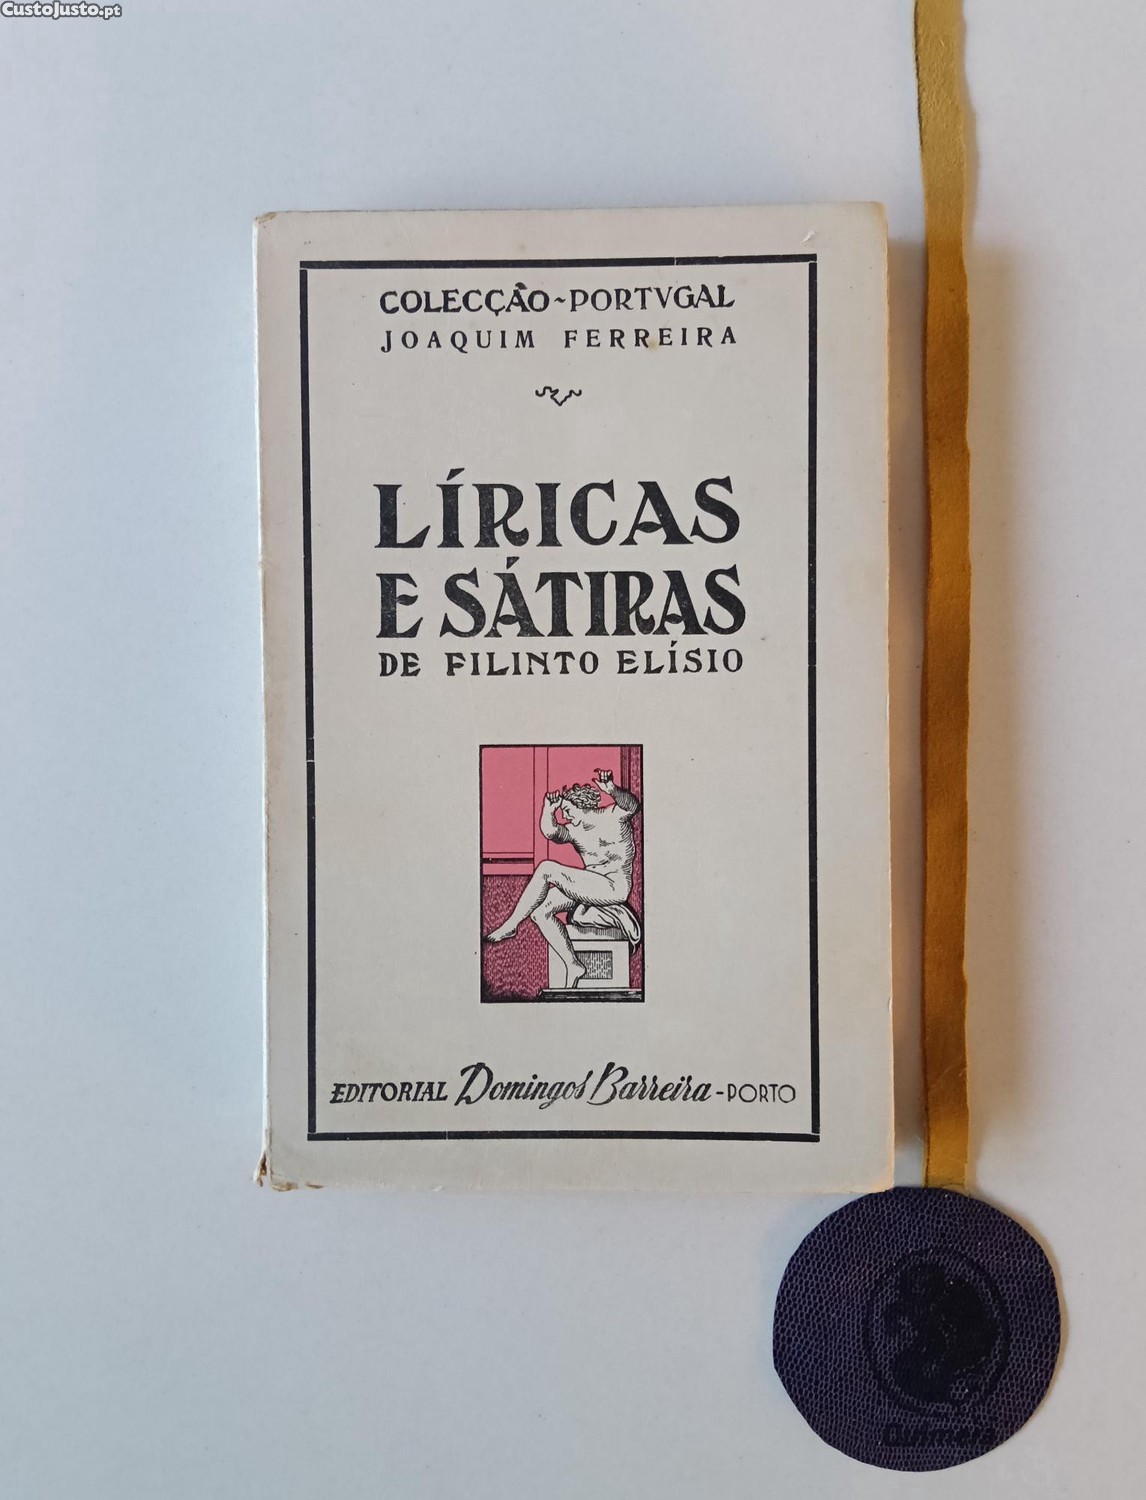 CustoJusto.pt
COLECÇÃO~PORTVGAL
JOAQUIM FERREIRA
LÍRICAS
E SÁTIRAS
DE FILINTO ELÍSIO
EDITORIAL Domingos Barreira-PORTO